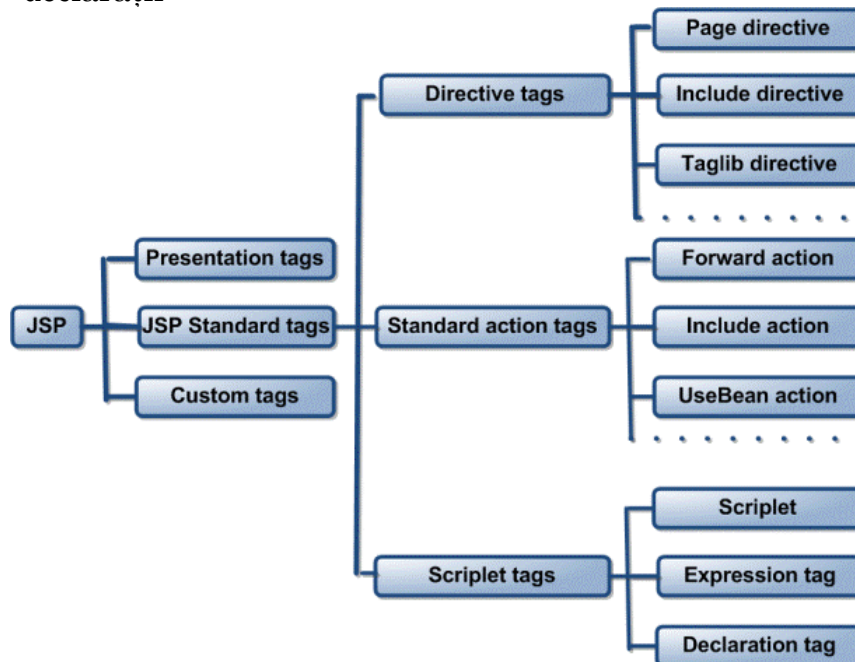 declarații
Page directive
Directive tags
Include directive
Taglib directive
Presentation tags
Forward action
JSP
JSP Standard tags
Standard action tags
Include action
Custom tags
UseBean action
Scriplet
Scriplet tags
Expression tag
Declaration tag